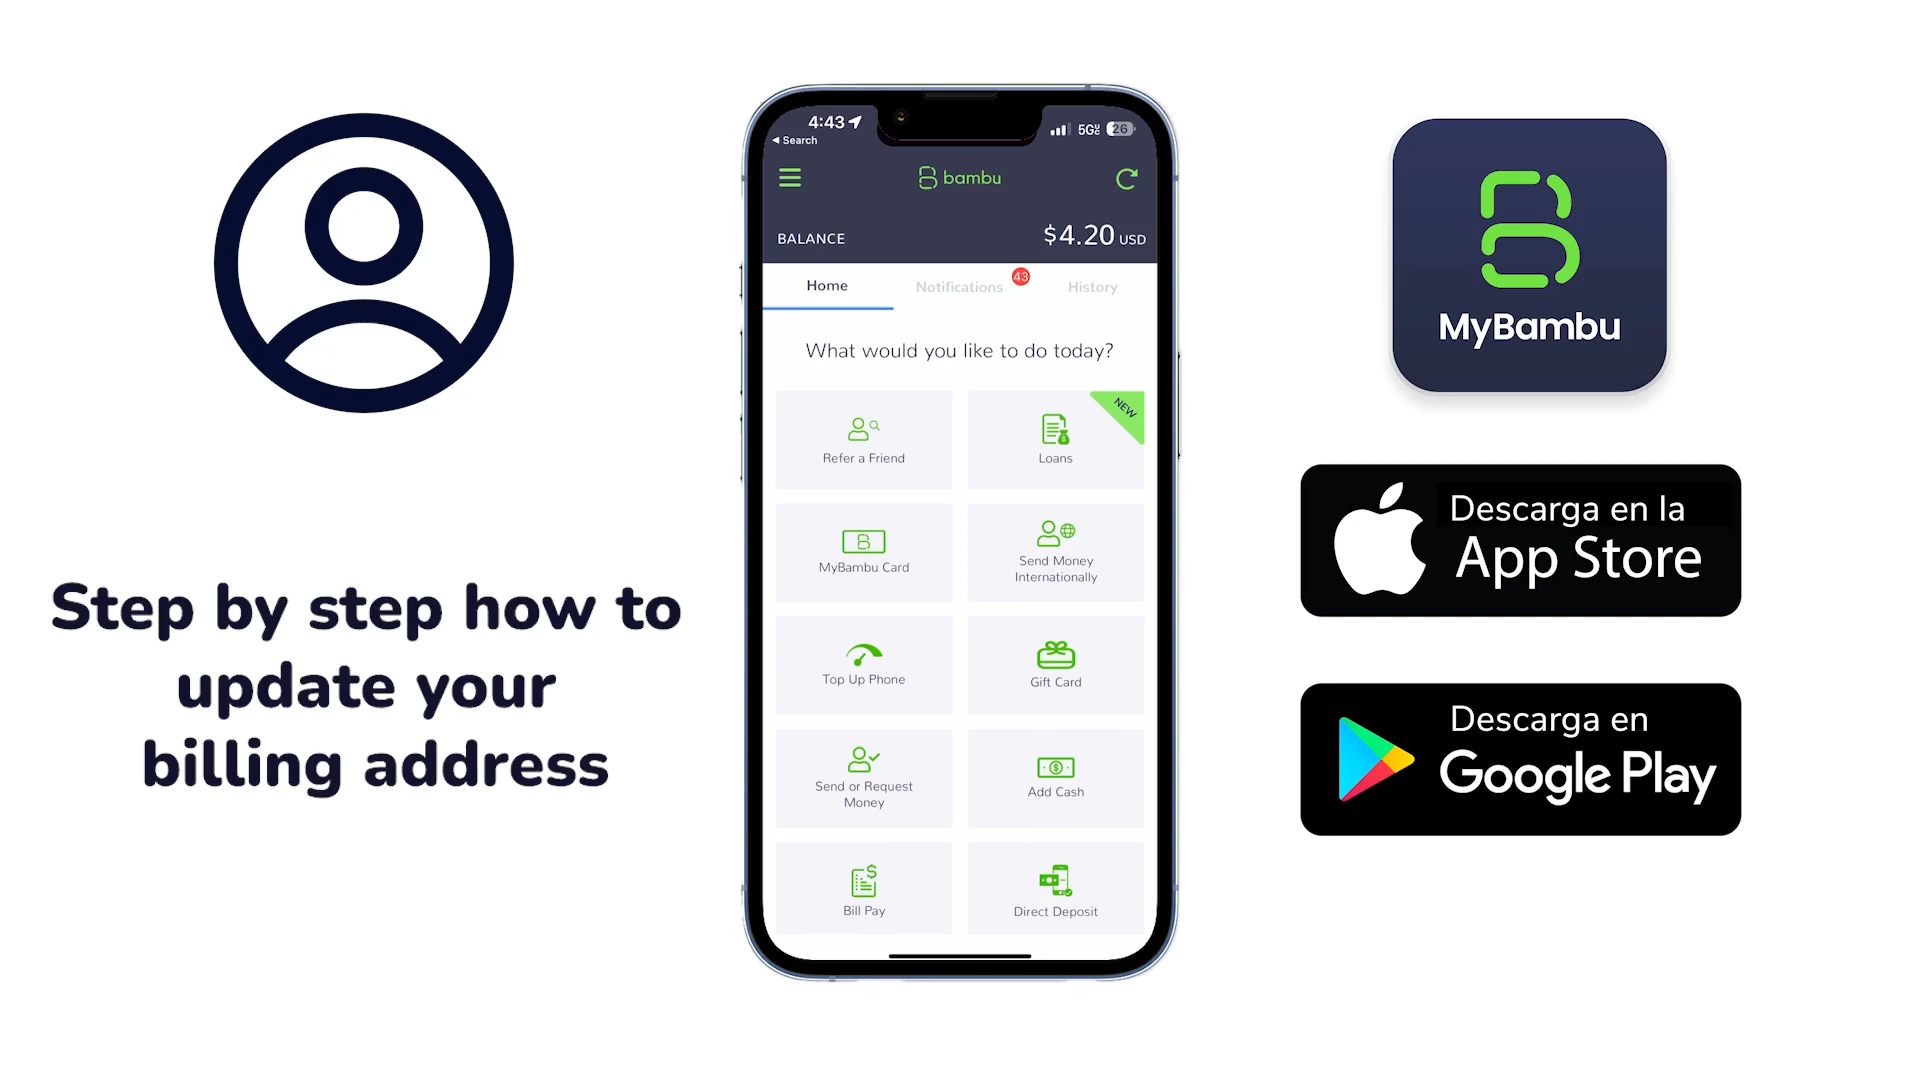 Step by step how to
update your
billing address
4:43
Search
5G
26
bambu
BALANCE
$4.20 USD
Home
Notifications
43
History
What would you like to do today?
Refer a Friend
Loans
NEW
MyBambu Card
Send Money
Internationally
Top Up Phone
Gift Card
Send or Request
Money
Add Cash
Bill Pay
Direct Deposit
MyBambu
Descarga en la
App Store
Descarga en
Google Play